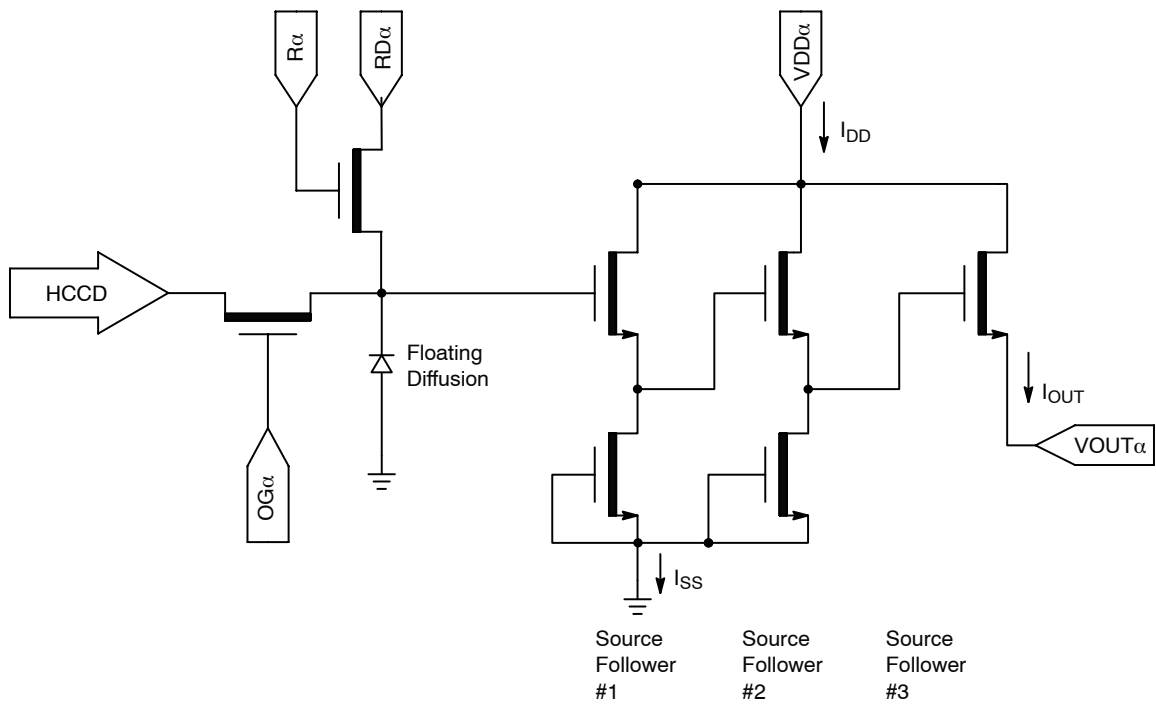 Rα
RDα
VDDα
IDD
HCCD
Floating
Diffusion
IOUT
VOUTα
OGα
ISS
Source
Follower
#1
Source
Follower
#2
Source
Follower
#3